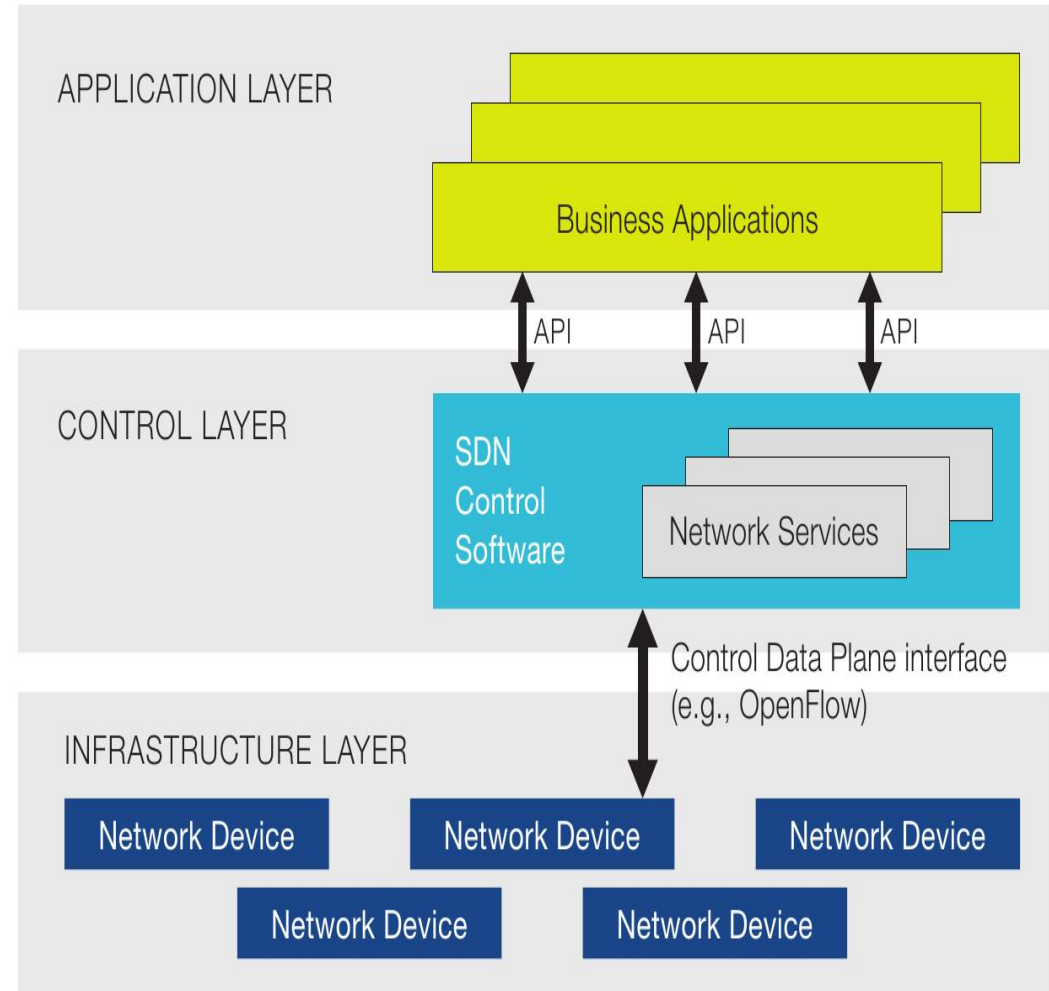 APPLICATION LAYER
Business Applications
API
API
API
CONTROL LAYER
SDN
Control
Software
Network Services
Control Data Plane interface
(e.g., OpenFlow)
INFRASTRUCTURE LAYER
Network Device
Network Device
Network Device
Network Device
Network Device